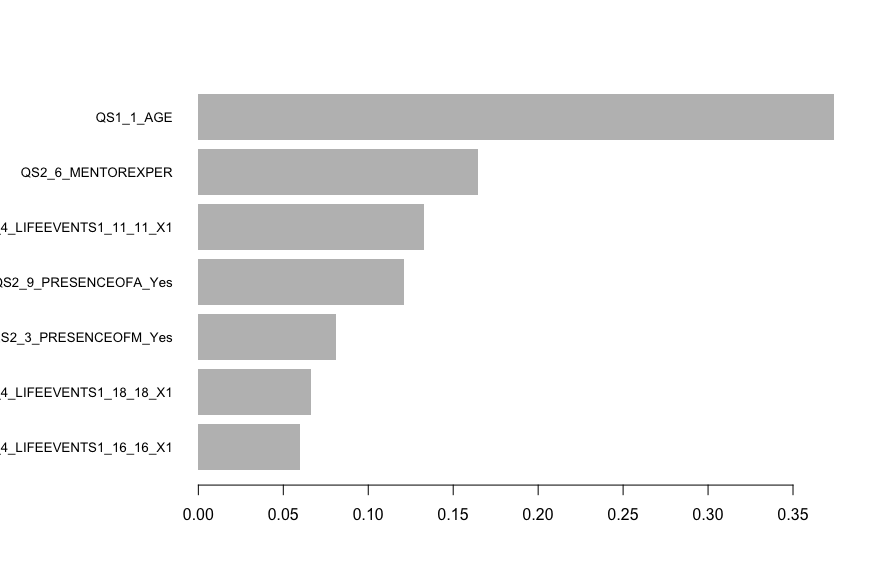 QS1_1_AGE
QS2_6_MENTOREXPER
4_LIFEEVENTS1_11_11_X1
QS2_9_PRESENCEOFA_Yes
S2_3_PRESENCEOFM_Yes
4_LIFEEVENTS1_18_18_X1
4_LIFEEVENTS1_16_16_X1
0.00 0.05 0.10 0.15 0.20 0.25 0.30 0.35